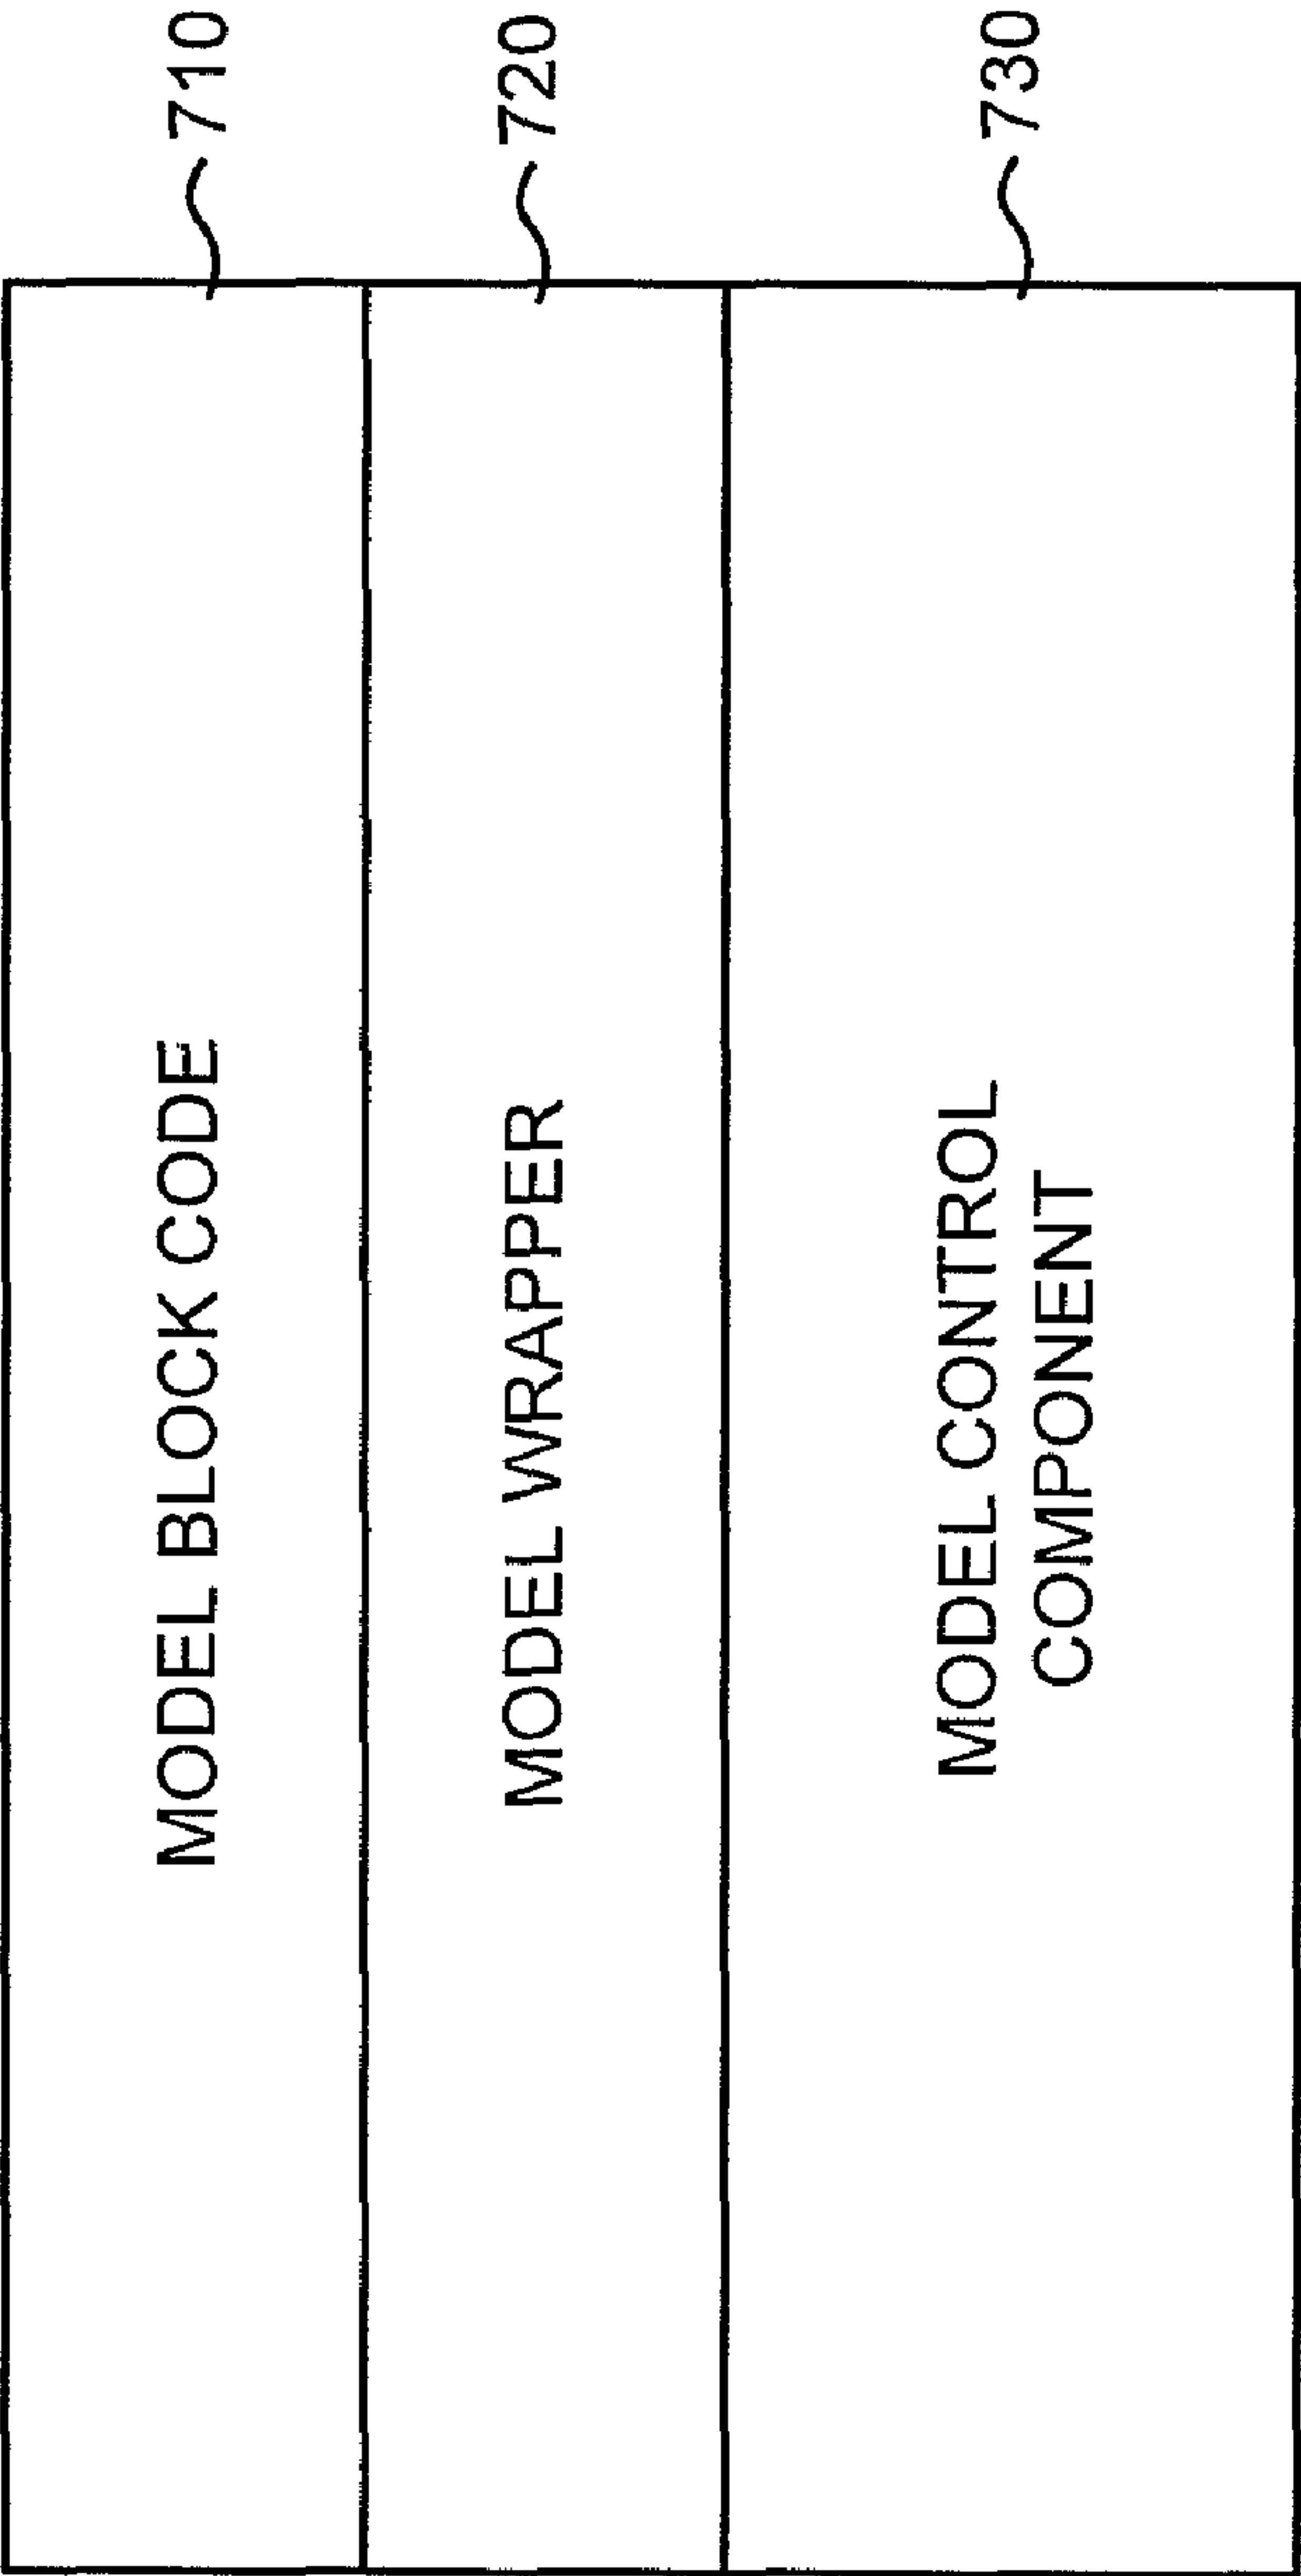 MODEL BLOCK CODE
710
MODEL WRAPPER
720
MODEL CONTROL
COMPONENT
730